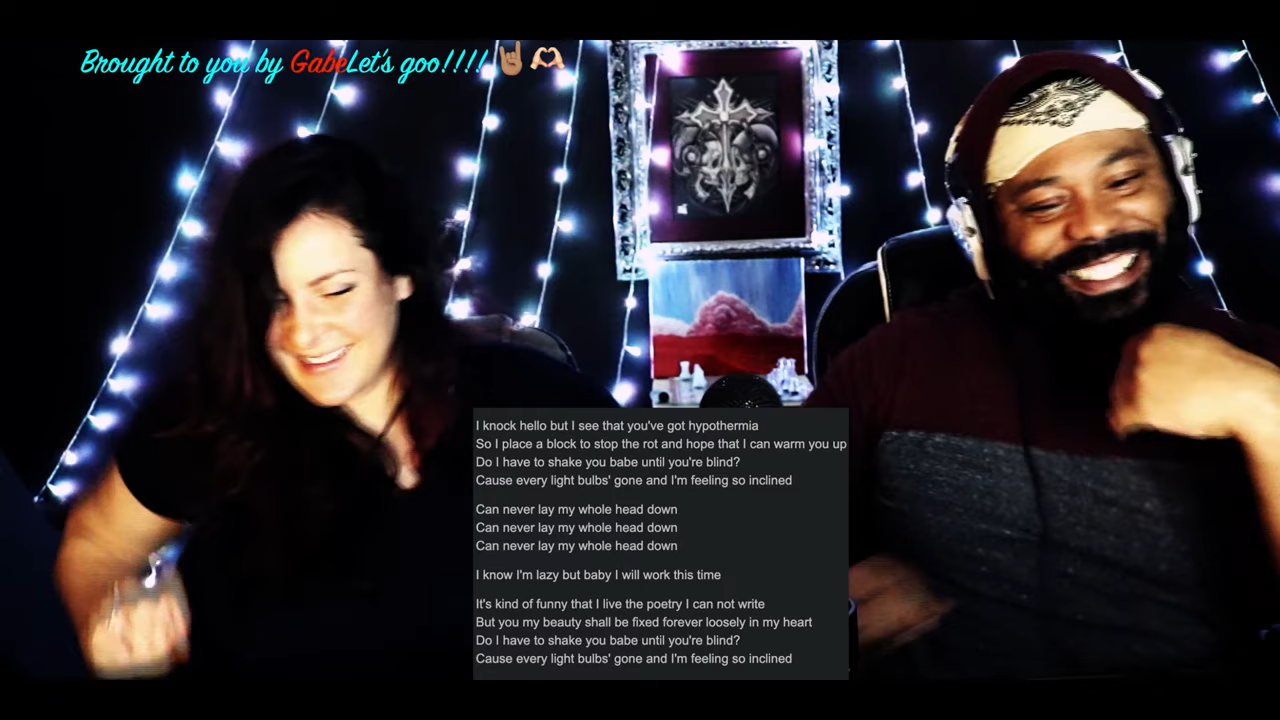 Brought to you by GabeLet's goo!!!! 🤘🏽🫶🏽
I knock hello but I see that you've got hypothermia
So I place a block to stop the rot and hope that I can warm you up
Do I have to shake you babe until you're blind?
Cause every light bulbs' gone and I'm feeling so inclined
Can never lay my whole head down
Can never lay my whole head down
Can never lay my whole head down
I know I'm lazy but baby I will work this time
It's kind of funny that I live the poetry I can not write
But you my beauty shall be fixed forever loosely in my heart
Do I have to shake you babe until you're blind?
Cause every light bulbs' gone and I'm feeling so inclined